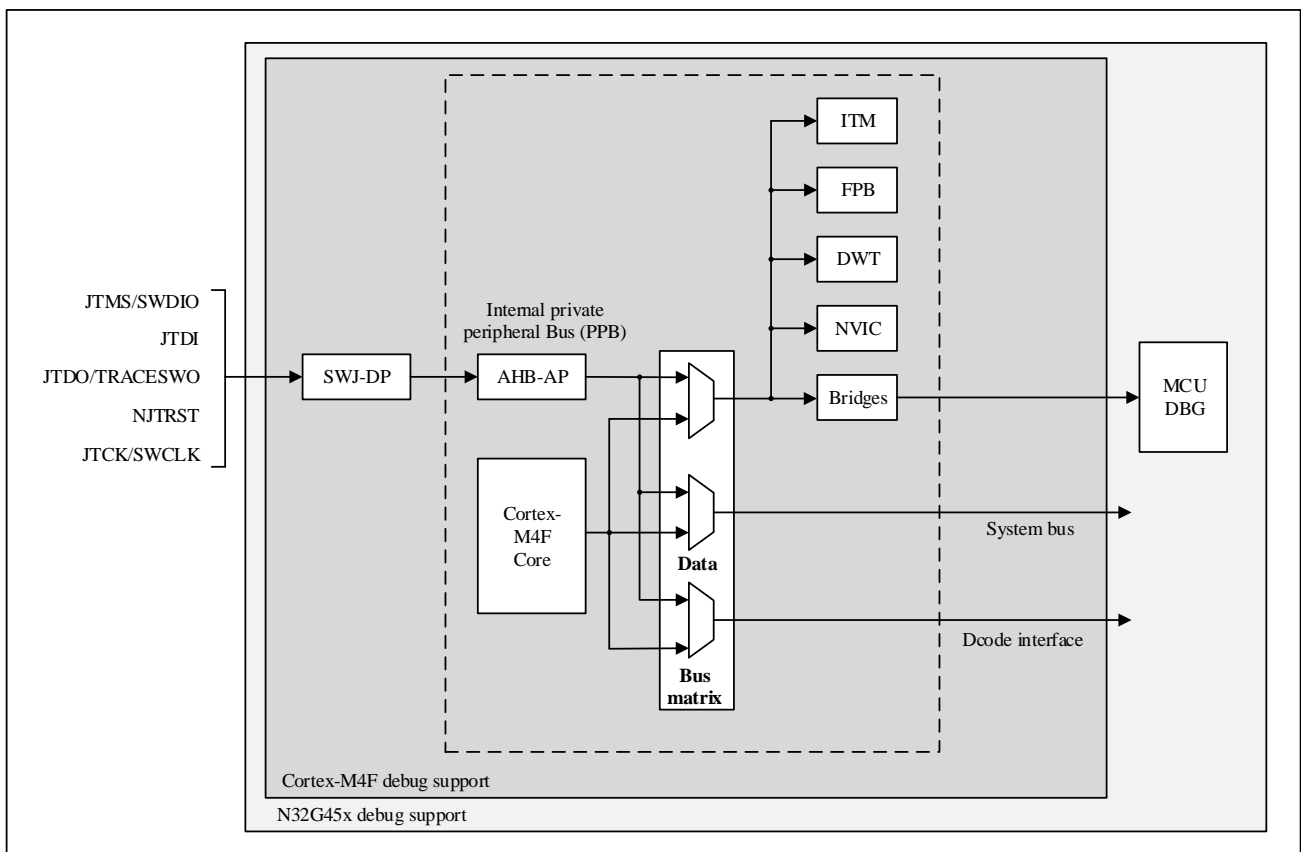 ITM
FPB
DWT
NVIC
Bridges
JTMS/SWDIO
JTDI
JTDO/TRACESWO
NJTRST
JTCK/SWCLK
SWJ-DP
Internal private
peripheral Bus (PPB)
AHB-AP
Cortex-
M4F
Core
Data
Bus
matrix
MCU
DBG
System bus
Dcode interface
Cortex-M4F debug support
N32G45x debug support